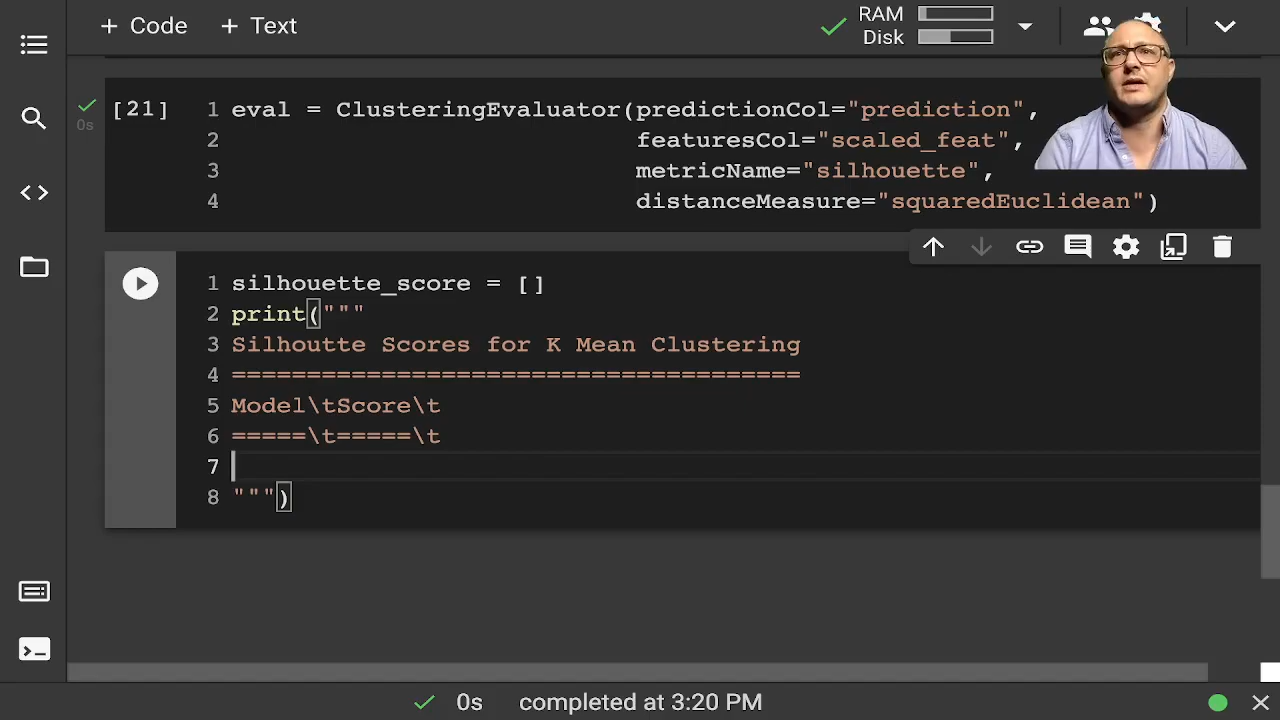 + Code + Text
RAM
Disk
[21]
0s
1 eval = ClusteringEvaluator(predictionCol="prediction",
2 featuresCol="scaled_feat",
3 metricName="silhouette",
4 distanceMeasure="squaredEuclidean")
1 silhouette_score = []
2 print("""
3 Silhoutte Scores for K Mean Clustering
4 ======================================
5 Model\tScore\t
6 =====\t=====\t
7
8 """)
0s completed at 3:20 PM